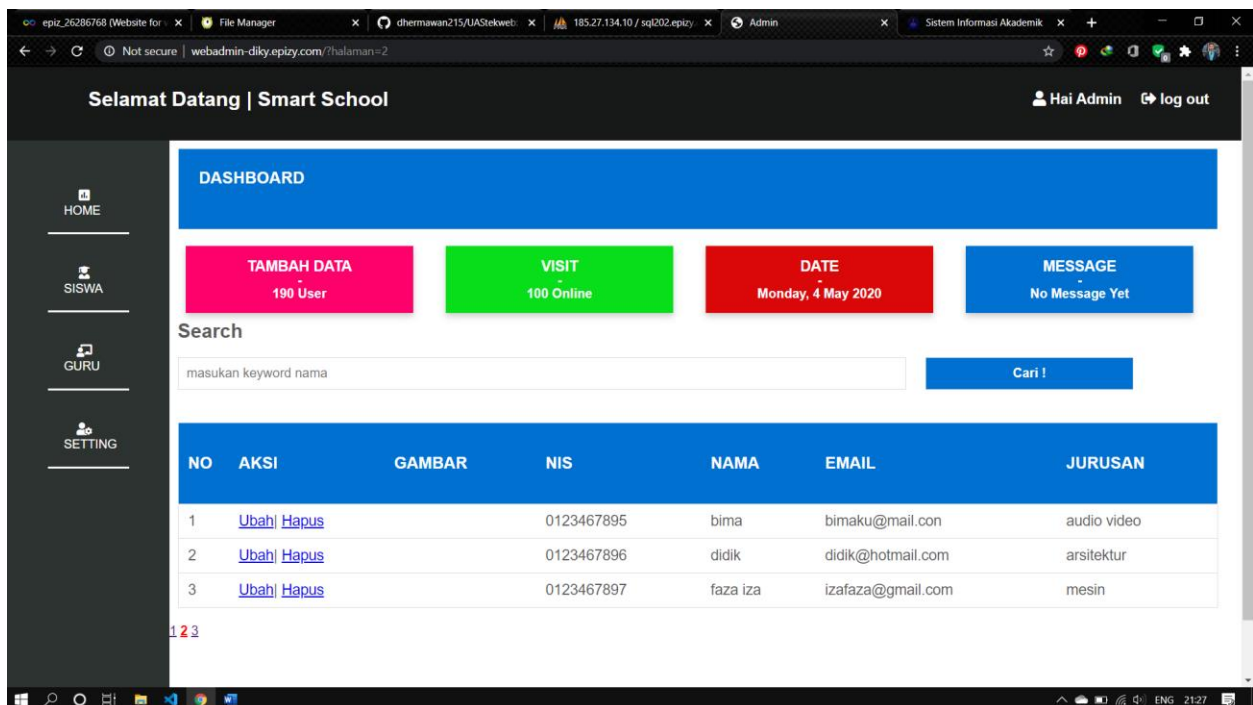 epiz_26286768 (Website for
File Manager
dhermawan215/UAStekweb:
185.27.134.10 / sql202.epizy.
Admin
Sistem Informasi Akademik
Not secure | webadmin-diky.epizy.com/?halaman=2
Selamat Datang | Smart School
Hai Admin
log out
HOME
SISWA
GURU
SETTING
DASHBOARD
TAMBAH DATA
-
190 User
VISIT
-
100 Online
DATE
-
Monday, 4 May 2020
MESSAGE
-
No Message Yet
Search
masukan keyword nama
Cari !
NO AKSI GAMBAR NIS NAMA EMAIL JURUSAN
1 Ubah| Hapus 0123467895 bima bimaku@mail.con audio video
2 Ubah| Hapus 0123467896 didik didik@hotmail.com arsitektur
3 Ubah| Hapus 0123467897 faza iza izafaza@gmail.com mesin
1 2 3
ENG 21:27